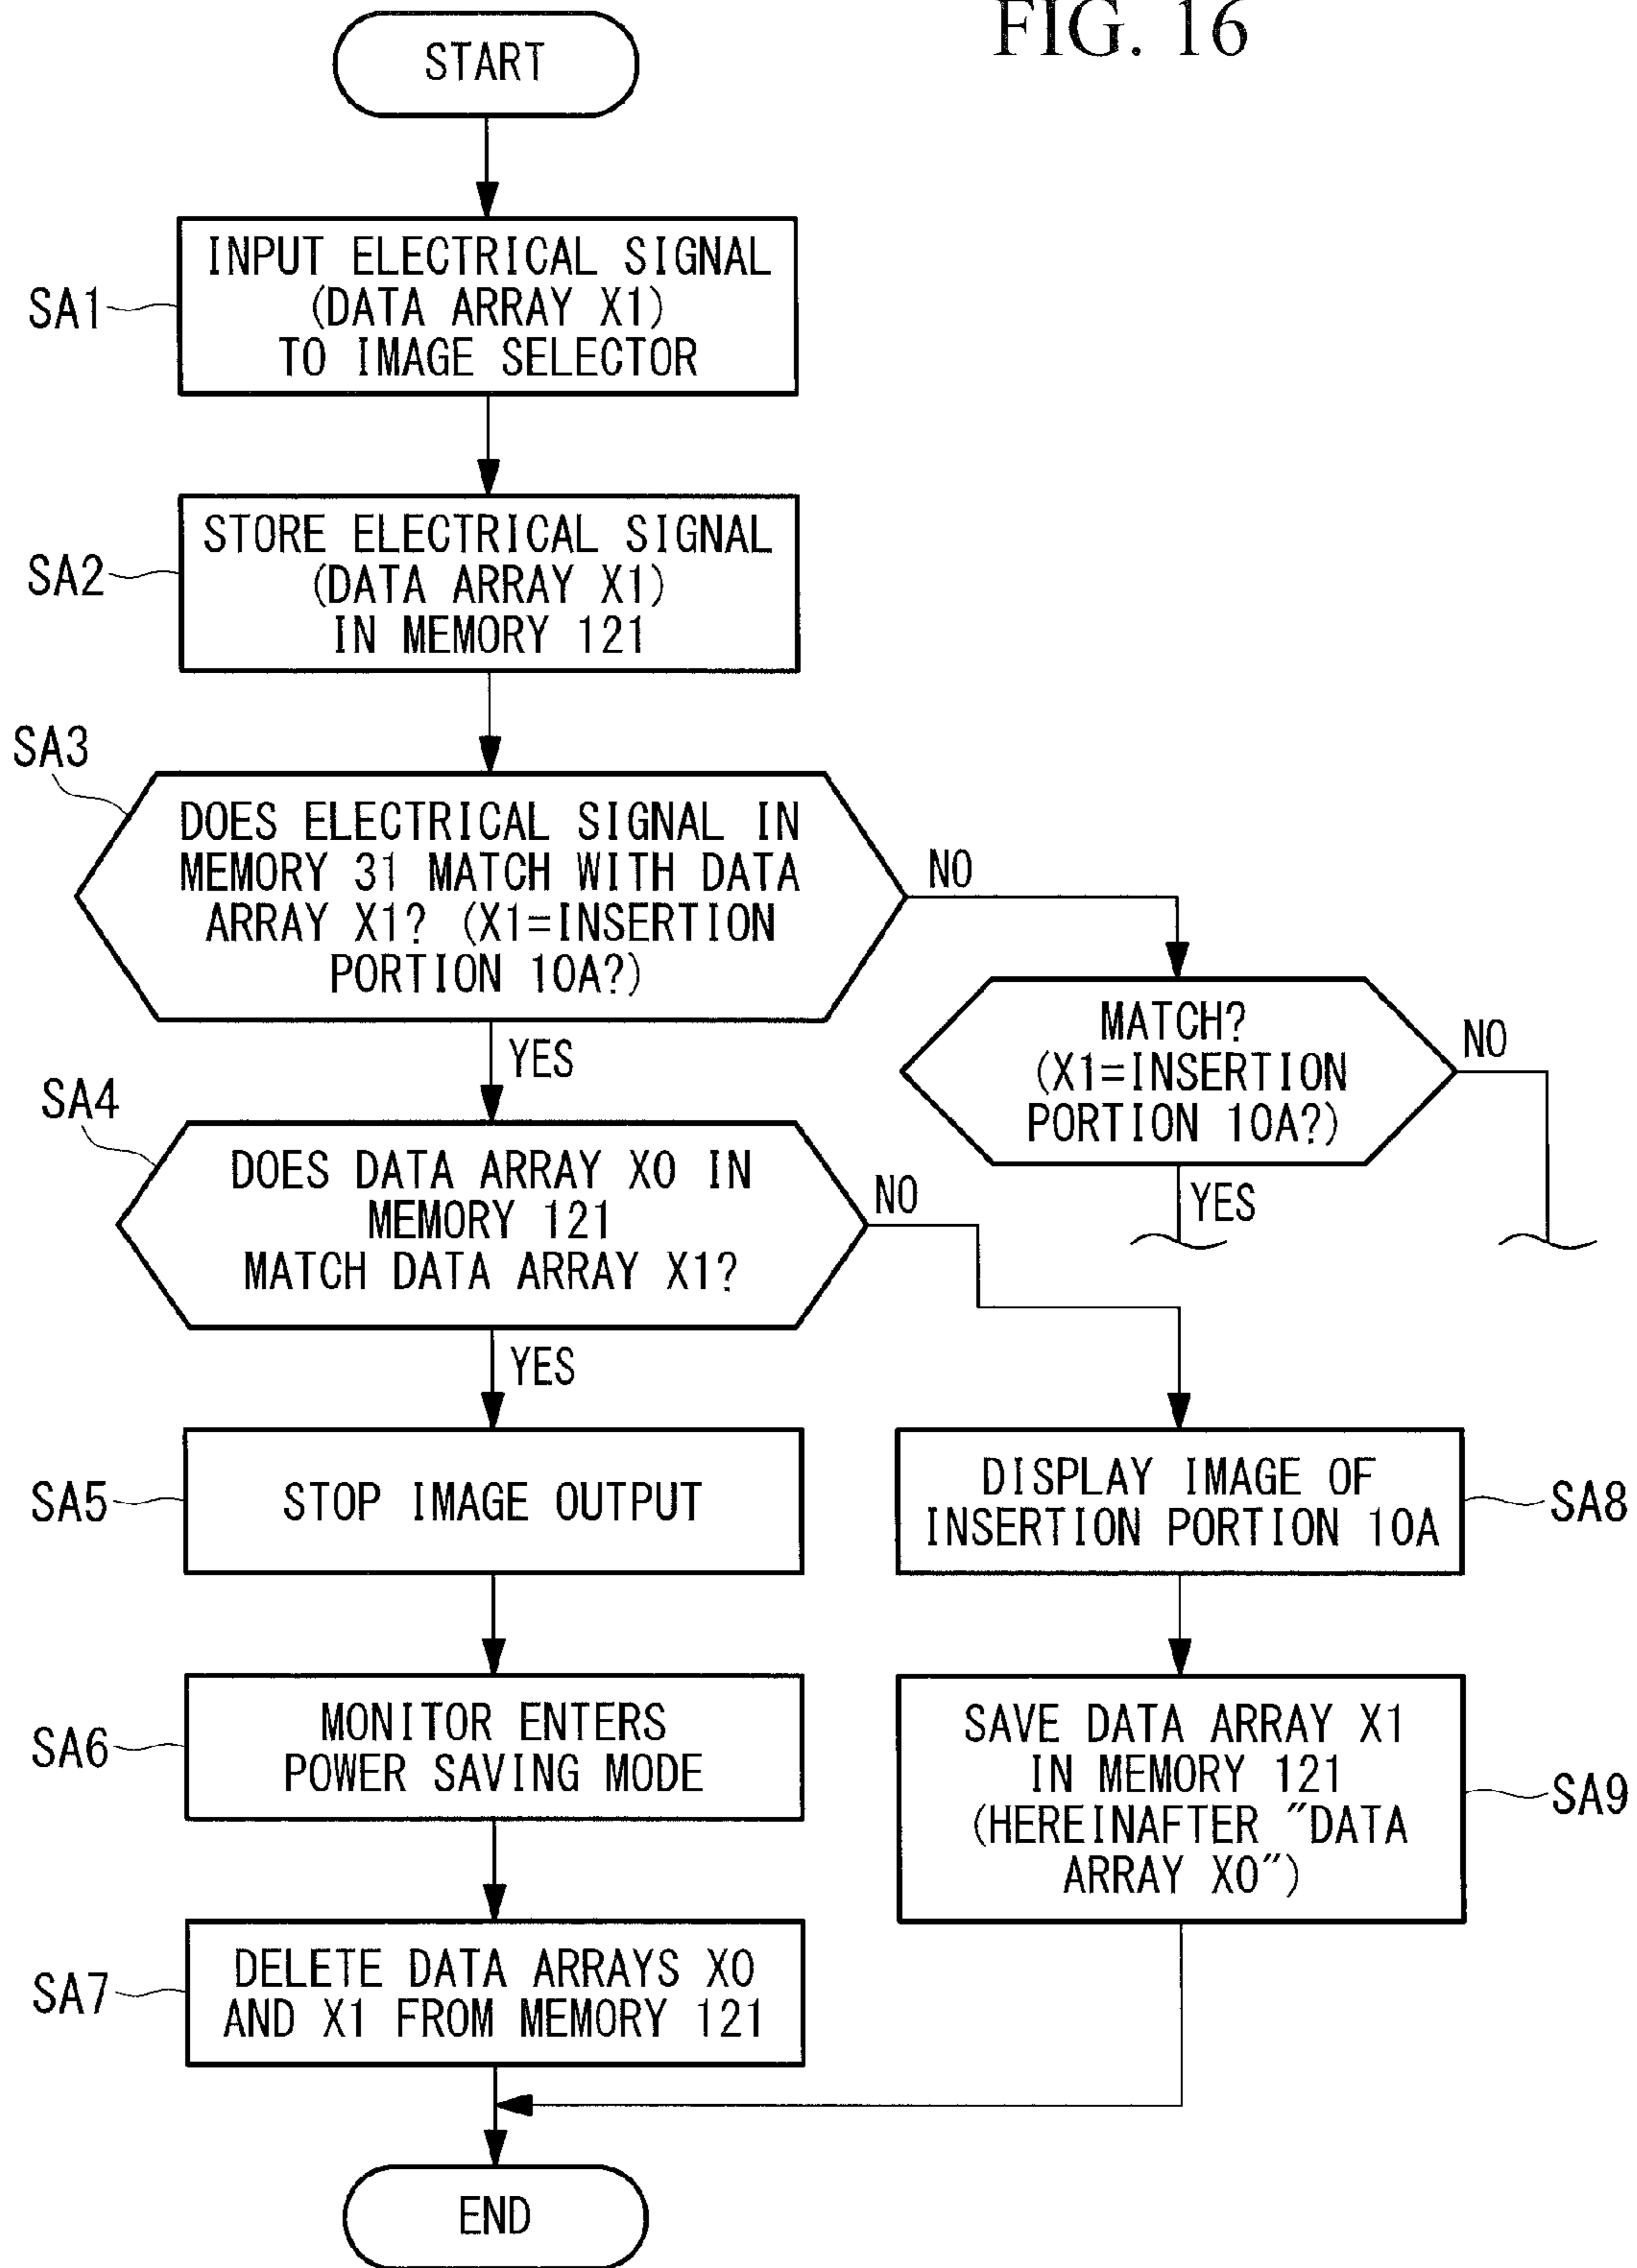 FIG. 16
START
SA1
INPUT ELECTRICAL SIGNAL
(DATA ARRAY X1)
TO IMAGE SELECTOR
SA2
STORE ELECTRICAL SIGNAL
(DATA ARRAY X1)
IN MEMORY 121
SA3
DOES ELECTRICAL SIGNAL IN
MEMORY 31 MATCH WITH DATA
ARRAY X1? (X1=INSERTION
PORTION 10A?)
NO
YES
MATCH?
(X1=INSERTION
PORTION 10A?)
NO
YES
SA4
DOES DATA ARRAY X0 IN
MEMORY 121
MATCH DATA ARRAY X1?
NO
YES
SA5
STOP IMAGE OUTPUT
DISPLAY IMAGE OF
INSERTION PORTION 10A
SA8
SA6
MONITOR ENTERS
POWER SAVING MODE
SAVE DATA ARRAY X1
IN MEMORY 121
(HEREINAFTER "DATA
ARRAY X0")
SA9
SA7
DELETE DATA ARRAYS X0
AND X1 FROM MEMORY 121
END